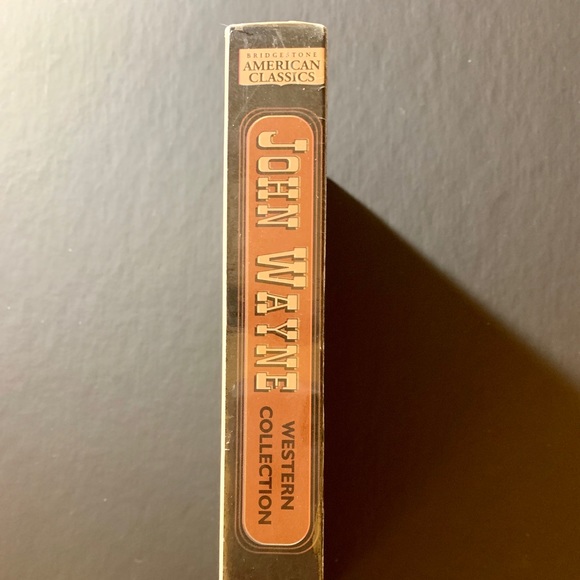 BRIDGESTONE
AMERICAN
CLASSICS
JOHN WAYNE
WESTERN
COLLECTION